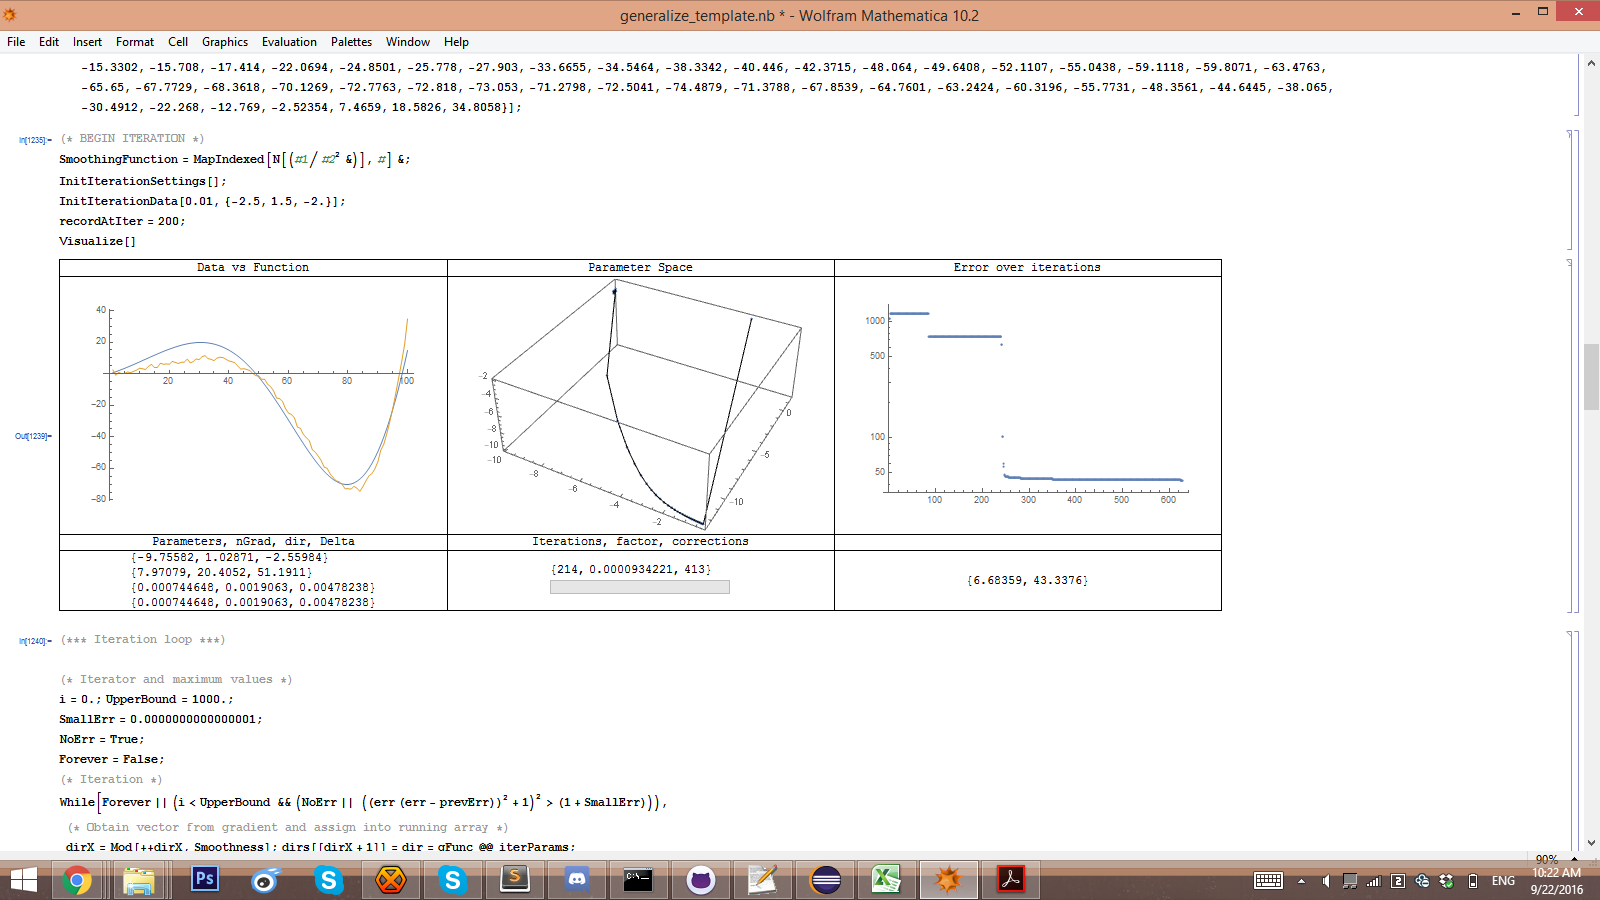 generalize_template.nb * - Wolfram Mathematica 10.2
File Edit Insert Format Cell Graphics Evaluation Palettes Window Help
-15.3302, -15.708, -17.414, -22.0694, -24.8501, -25.778, -27.903, -33.6655, -34.5464, -38.3342, -40.446, -42.3715, -48.064, -49.6408, -52.1107, -55.0438, -59.1118, -59.8071, -63.4763,
-65.65, -67.7729, -68.3618, -70.1269, -72.7763, -72.818, -73.053, -71.2798, -72.5041, -74.4879, -71.3788, -67.8539, -64.7601, -63.2424, -60.3196, -55.7731, -48.3561, -44.6445, -38.065,
-30.4912, -22.268, -12.769, -2.52354, 7.4659, 18.5826, 34.8058}];
In[1235]:= (* BEGIN ITERATION *)
SmoothingFunction = MapIndexed[N[(#1 / #2² &)], #] &;
InitIterationSettings[];
InitIterationData[0.01, {-2.5, 1.5, -2.}];
recordAtIter = 200;
Visualize[]
Data vs Function Parameter Space Error over iterations
40
20
-20
-40
-60
-80
20 40 60 80 100
-2
-4
-6
-8
-10
-10
-8
-6
-4
-2
0
-5
-10
1000
500
100
50
100 200 300 400 500 600
Out[1239]=
Parameters, nGrad, dir, Delta Iterations, factor, corrections
{-9.75582, 1.02871, -2.55984}
{7.97079, 20.4052, 51.1911}
{0.000744648, 0.0019063, 0.00478238}
{0.000744648, 0.0019063, 0.00478238}
{214, 0.0000934221, 413}
{6.68359, 43.3376}
In[1240]:= (*** Iteration loop ***)
(* Iterator and maximum values *)
i = 0.; UpperBound = 1000.;
SmallErr = 0.0000000000000001;
NoErr = True;
Forever = False;
(* Iteration *)
While[Forever || (i < UpperBound && (NoErr || ((err (err - prevErr))² + 1)² > (1 + SmallErr))),
(* Obtain vector from gradient and assign into running array *)
dirX = Mod[++dirX, Smoothness]; dirs[[dirX + 1]] = dir = gFunc @@ iterParams;
90%
Ps
S
S
S
C:\
2
ENG
10:22 AM
9/22/2016